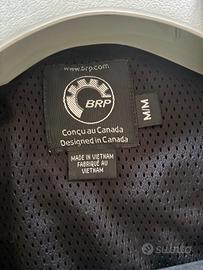 www.brp.com
BRP
Conçu au Canada
Designed in Canada
M/M
MADE IN VIETNAM
FABRIQUÉ AU VIETNAM
subito